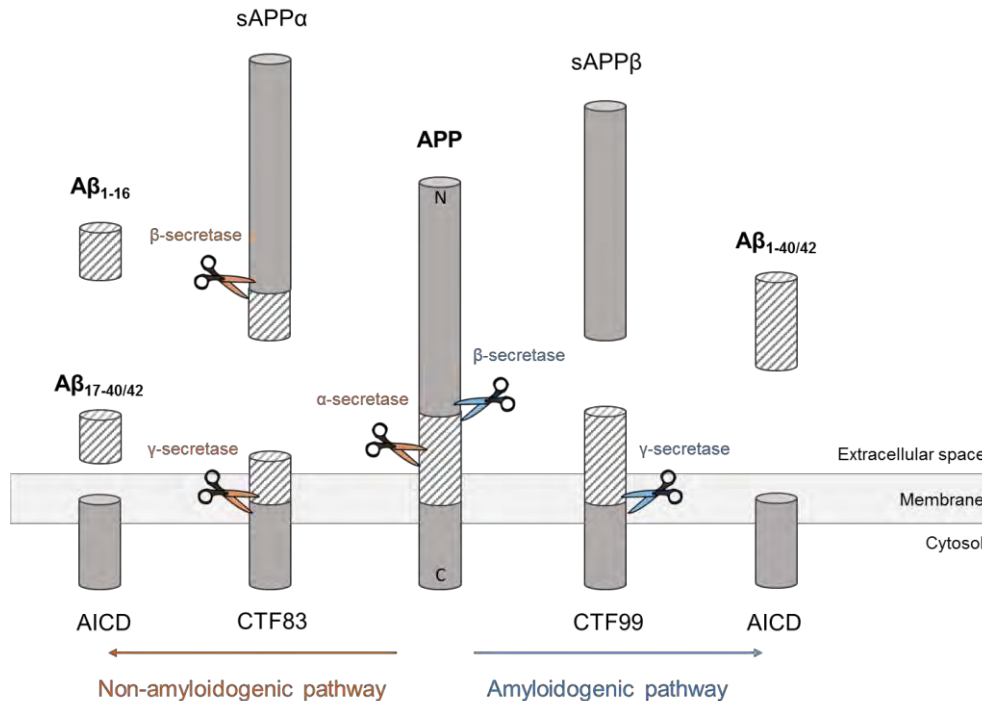 sAPPα
sAPPβ
APP
N
Aβ1-16
β-secretase
Aβ1-40/42
β-secretase
Aβ17-40/42
α-secretase
γ-secretase
γ-secretase
Extracellular space
Membrane
Cytosol
C
AICD
CTF83
CTF99
AICD
Non-amyloidogenic pathway
Amyloidogenic pathway